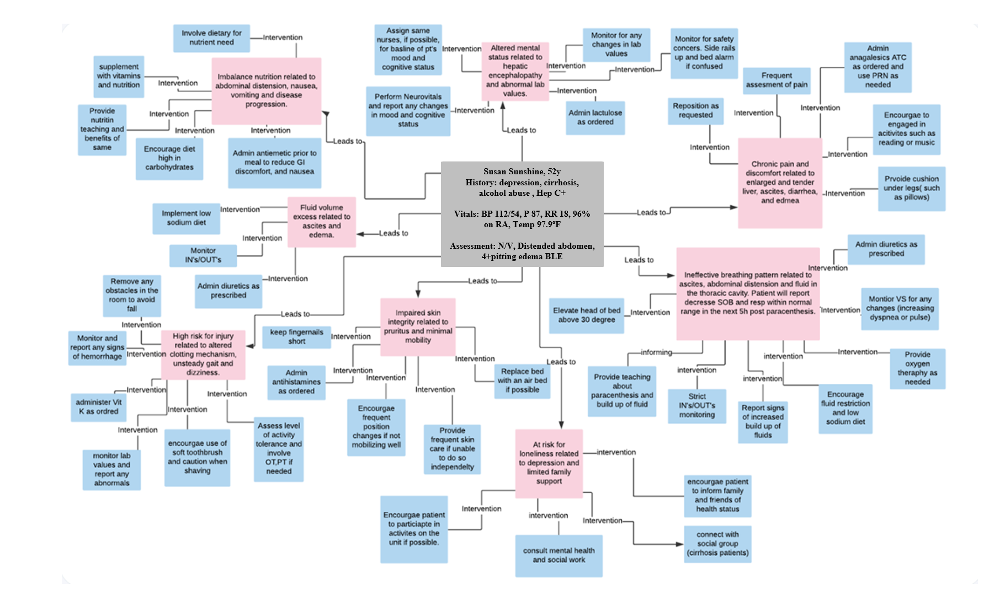 Involve dietary for
nutrient need
Intervention
supplement
with vitamins
and nutrition
Intervention
Imbalance nutrition related to
abdominal distension, nausea,
vomiting and disease
progression.
Provide
nutritin
teaching and
benefits of
same
Intervention
Intervention
Encourage diet
high in
carbohydrates
Intervention
Admin antiemetic prior to
meal to reduce GI
discomfort, and nausea
Leads to
Assign same
nurses, if possible,
for basline of pt's
mood and
cognitive status
Intervention
Altered mental
status related to
hepatic
encephalopathy
and abnormal lab
values.
Monitor for any
changes in lab
values
Intervention
Monitor for safety
concers. Side rails
up and bed alarm
if confused
Intervention
Perform Neurovitals
and report any changes
in mood and cognitive
status
Intervention
Intervention
Admin lactulose
as ordered
Leads to
Admin
anagalesics ATC
as ordered and
use PRN as
needed
Intervention
Frequent
assesment of pain
Intervention
Reposition as
requested
Intervention
Encourgae to
engaged in
acitivites such as
reading or music
Intervention
Chronic pain and
discomfort related to
enlarged and tender
liver, ascites, diarrhea,
and edmea
Prvoide cushion
under legs( such
as pillows)
Intervention
Leads to
Susan Sunshine, 52y
History: depression, cirrhosis,
alcohol abuse , Hep C+
Vitals: BP 112/54, P 87, RR 18, 96%
on RA, Temp 97.9ºF
Assessment: N/V, Distended abdomen,
4+pitting edema BLE
Implement low
sodium diet
Intervention
Fluid volume
excess related to
ascites and
edema.
Leads to
Monitor
IN's/OUT's
Intervention
Admin diuretics as
prescribed
Intervention
Leads to
Ineffective breathing pattern related to
ascites, abdominal distension and fluid in
the thoracic cavity. Patient will report
decresse SOB and resp within normal
range in the next 5h post paracenthesis.
Admin diuretics as
prescribed
Intervention
Montior VS for any
changes (increasing
dyspnea or pulse)
Intervention
Elevate head of bed
above 30 degree
Intervention
informing
Provide teaching
about
paracenthesis and
build up of fluid
intervention
Strict
IN's/OUT's
monitoring
intervention
Report signs
of increased
build up of
fluids
intervention
Encourage
fluid restriction
and low
sodium diet
Intervention
Provide
oxygen
theraphy as
needed
Remove any
obstacles in the
room to avoid
fall
Intervention
Leads to
Monitor and
report any signs
of hemorrhage
Intervention
High risk for injury
related to altered
clotting mechanism,
unsteady gait and
dizziness.
administer Vit
K as ordred
Intervention
Intervention
monitor lab
values and
report any
abnormals
Intervention
encourgae use of
soft toothbrush
and caution when
shaving
Intervention
Assess level
of activity
tolerance and
involve
OT,PT if
needed
Leads to
Impaired skin
integrity related to
pruritus and minimal
mobility
keep fingernails
short
Intervention
Admin
antihistamines
as ordered
Intervention
Intervention
Encourgae
frequent
position
changes if not
mobilizing well
Intervention
Provide
frequent skin
care if unable
to do so
independelty
Intervention
Replace bed
with an air bed
if possible
Leads to
At risk for
loneliness related
to depression and
limited family
support
intervention
encourgae patient
to inform family
and friends of
health status
Intervention
Encourgae patient
to particiapte in
activites on the
unit if possible.
intervention
consult mental health
and social work
Intervention
connect with
social group
(cirrhosis patients)